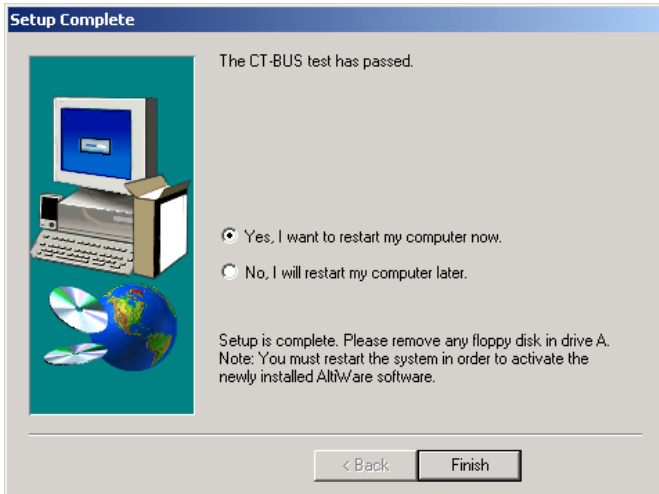 Setup Complete
The CT-BUS test has passed.
Yes, I want to restart my computer now.
No, I will restart my computer later.
Setup is complete. Please remove any floppy disk in drive A.
Note: You must restart the system in order to activate the
newly installed AltiWare software.
< Back
Finish